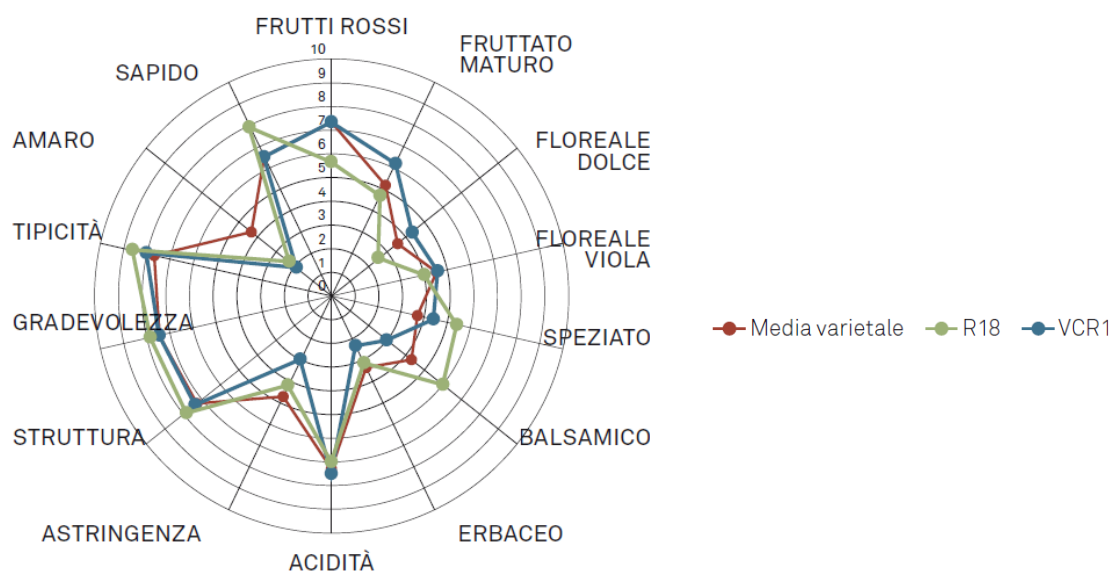 FRUTTI ROSSI
FRUTTATO
MATURO
FLOREALE
DOLCE
FLOREALE
VIOLA
SPEZIATO
BALSAMICO
ERBACEO
ACIDITÀ
ASTRINGENZA
STRUTTURA
GRADEVOLEZZA
TIPICITÀ
AMARO
SAPIDO
10
9
8
7
6
5
4
3
2
1
0
Media varietale
R18
VCR1